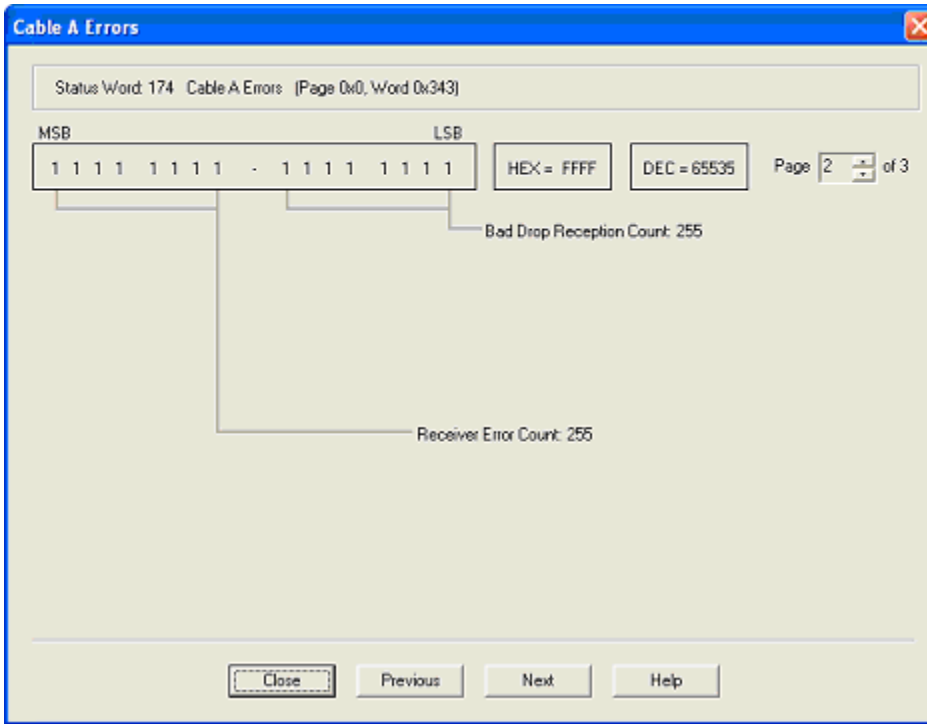 Cable A Errors
Status Word: 174 Cable A Errors (Page 0x0, Word 0x343)
MSB LSB
1 1 1 1 1 1 1 1 - 1 1 1 1 1 1 1 1 HEX = FFFF DEC = 65535 Page 2 of 3
Bad Drop Reception Count: 255
Receiver Error Count: 255
Close Previous Next Help